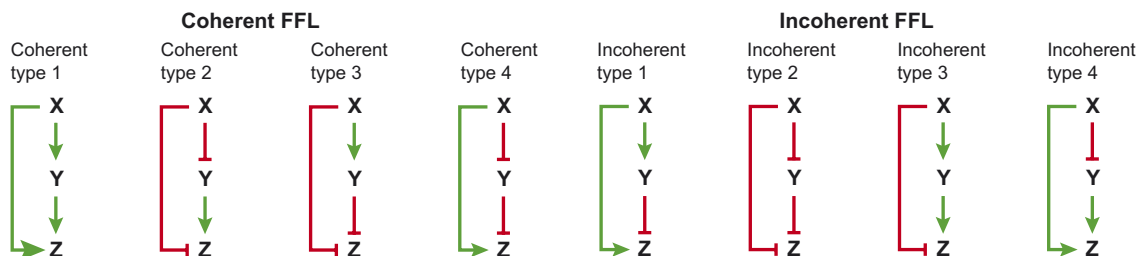 Coherent FFL
Incoherent FFL
Coherent
type 1
Coherent
type 2
Coherent
type 3
Coherent
type 4
Incoherent
type 1
Incoherent
type 2
Incoherent
type 3
Incoherent
type 4
X X X X X X X X
Y Y Y Y Y Y Y Y
Z Z Z Z Z Z Z Z